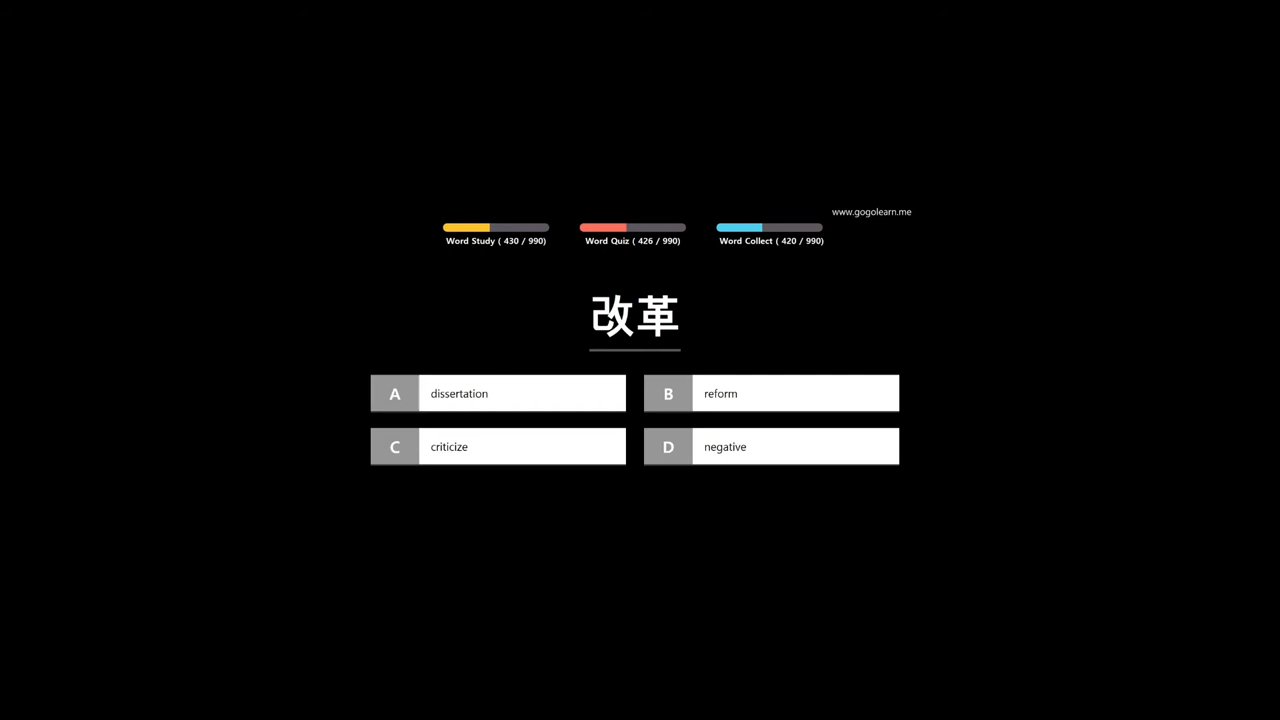 www.gogolearn.me
Word Study ( 430 / 990)
Word Quiz ( 426 / 990)
Word Collect ( 420 / 990)
改革
A dissertation
B reform
C criticize
D negative